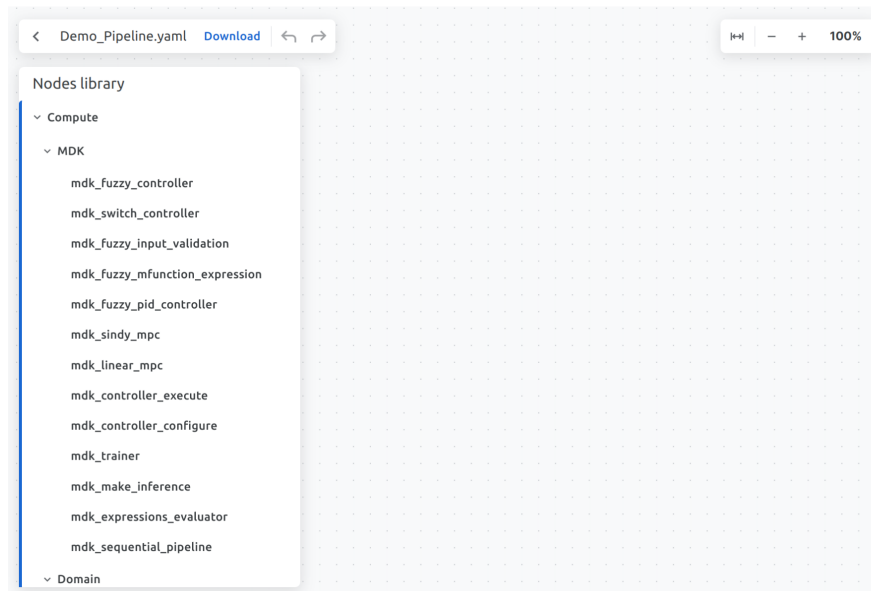 Demo_Pipeline.yaml Download 100%
Nodes library
Compute
MDK
mdk_fuzzy_controller
mdk_switch_controller
mdk_fuzzy_input_validation
mdk_fuzzy_mfunction_expression
mdk_fuzzy_pid_controller
mdk_sindy_mpc
mdk_linear_mpc
mdk_controller_execute
mdk_controller_configure
mdk_trainer
mdk_make_inference
mdk_expressions_evaluator
mdk_sequential_pipeline
Domain